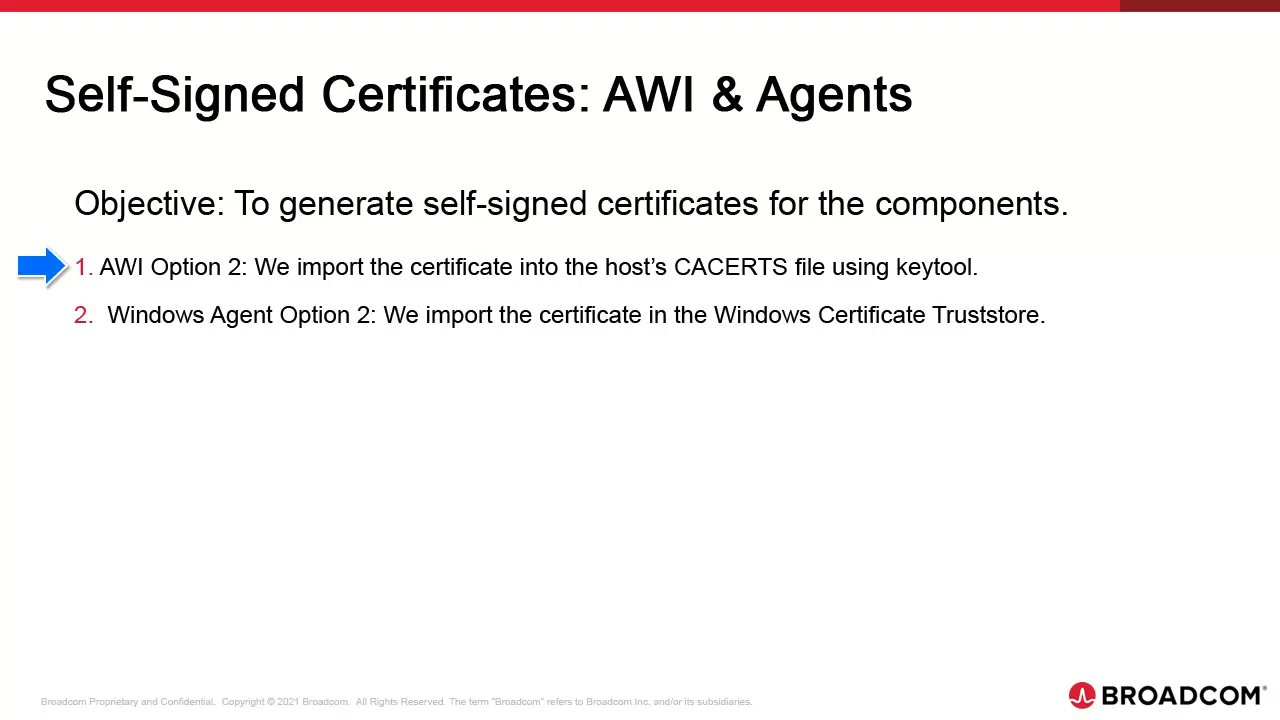 Self-Signed Certificates: AWI & Agents
Objective: To generate self-signed certificates for the components.
1. AWI Option 2: We import the certificate into the host’s CACERTS file using keytool.
2. Windows Agent Option 2: We import the certificate in the Windows Certificate Truststore.
Broadcom Proprietary and Confidential. Copyright © 2021 Broadcom. All Rights Reserved. The term “Broadcom” refers to Broadcom Inc. and/or its subsidiaries.
BROADCOM®